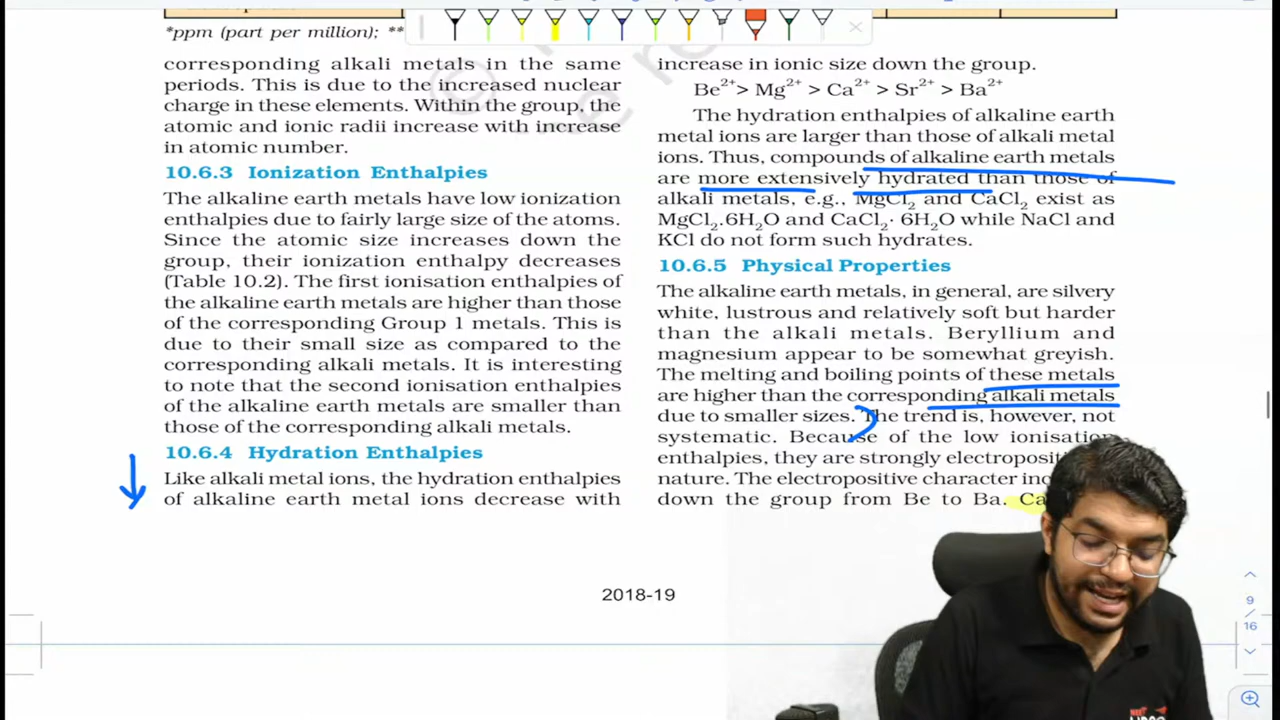 *ppm (part per million); **
corresponding alkali metals in the same
periods. This is due to the increased nuclear
charge in these elements. Within the group, the
atomic and ionic radii increase with increase
in atomic number.
10.6.3 Ionization Enthalpies
The alkaline earth metals have low ionization
enthalpies due to fairly large size of the atoms.
Since the atomic size increases down the
group, their ionization enthalpy decreases
(Table 10.2). The first ionisation enthalpies of
the alkaline earth metals are higher than those
of the corresponding Group 1 metals. This is
due to their small size as compared to the
corresponding alkali metals. It is interesting
to note that the second ionisation enthalpies
of the alkaline earth metals are smaller than
those of the corresponding alkali metals.
10.6.4 Hydration Enthalpies
Like alkali metal ions, the hydration enthalpies
of alkaline earth metal ions decrease with
increase in ionic size down the group.
Be²⁺> Mg²⁺ > Ca²⁺ > Sr²⁺ > Ba²⁺
The hydration enthalpies of alkaline earth
metal ions are larger than those of alkali metal
ions. Thus, compounds of alkaline earth metals
are more extensively hydrated than those of
alkali metals, e.g., MgCl₂ and CaCl₂ exist as
MgCl₂.6H₂O and CaCl₂· 6H₂O while NaCl and
KCl do not form such hydrates.
10.6.5 Physical Properties
The alkaline earth metals, in general, are silvery
white, lustrous and relatively soft but harder
than the alkali metals. Beryllium and
magnesium appear to be somewhat greyish.
The melting and boiling points of these metals
are higher than the corresponding alkali metals
due to smaller sizes. The trend is, however, not
systematic. Because of the low ionisation
enthalpies, they are strongly
nature. The electropositive character
down the group from Be to Ba.
2018-19
9
/
16